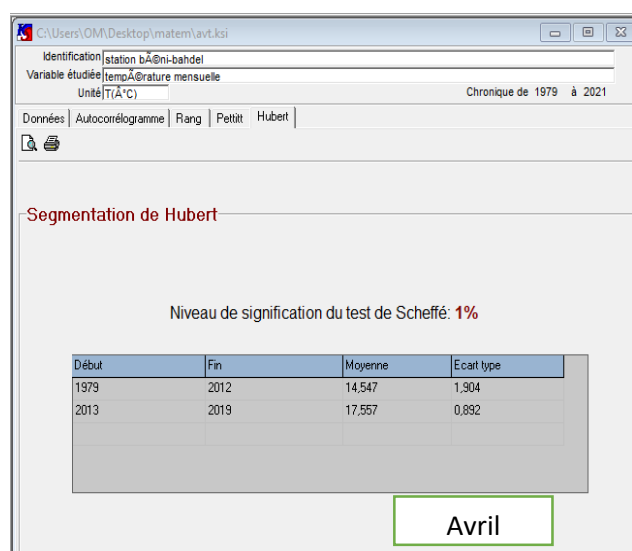 C:\Users\OM\Desktop\matem\avt.ksi
Identification station bÃ©ni-bahdel
Variable étudiée tempÃ©rature mensuelle
Unité T(Â°C) Chronique de 1979 à 2021
Données Autocorrélogramme Rang Pettitt Hubert
Segmentation de Hubert
Niveau de signification du test de Scheffé: 1%
Début Fin Moyenne Ecart type
1979 2012 14,547 1,904
2013 2019 17,557 0,892
Avril